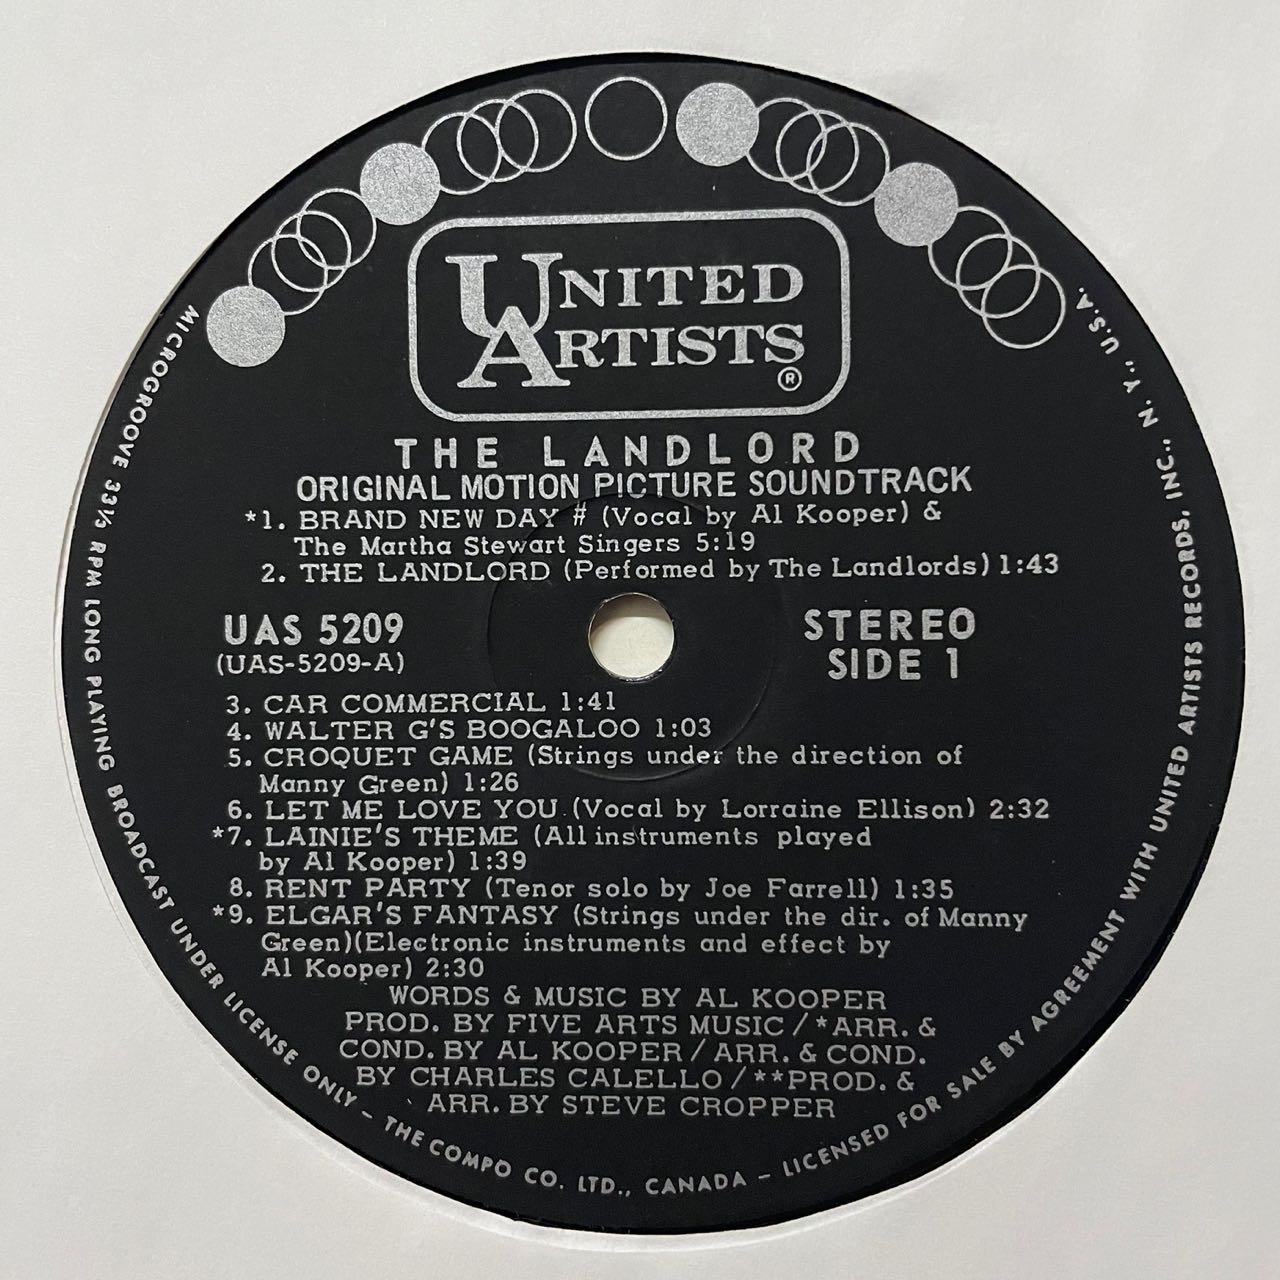 UNITED
ARTISTS
®
THE LANDLORD
ORIGINAL MOTION PICTURE SOUNDTRACK
*1. BRAND NEW DAY # (Vocal by Al Kooper) &
The Martha Stewart Singers 5:19
2. THE LANDLORD (Performed by The Landlords) 1:43
UAS 5209
(UAS-5209-A)
STEREO
SIDE 1
3. CAR COMMERCIAL 1:41
4. WALTER G'S BOOGALOO 1:03
5. CROQUET GAME (Strings under the direction of
Manny Green) 1:26
6. LET ME LOVE YOU (Vocal by Lorraine Ellison) 2:32
*7. LAINIE'S THEME (All instruments played
by Al Kooper) 1:39
8. RENT PARTY (Tenor solo by Joe Farrell) 1:35
*9. ELGAR'S FANTASY (Strings under the dir. of Manny
Green)(Electronic instruments and effect by
Al Kooper) 2:30
WORDS & MUSIC BY AL KOOPER
PROD. BY FIVE ARTS MUSIC/*ARR. &
COND. BY AL KOOPER/ARR. & COND.
BY CHARLES CALELLO/**PROD. &
ARR. BY STEVE CROPPER
MICROGROOVE 33⅓ RPM LONG PLAYING BROADCAST UNDER LICENSE ONLY – THE COMPO CO. LTD., CANADA – LICENSED FOR SALE BY AGREEMENT WITH UNITED ARTISTS RECORDS, INC., N. Y., U.S.A.